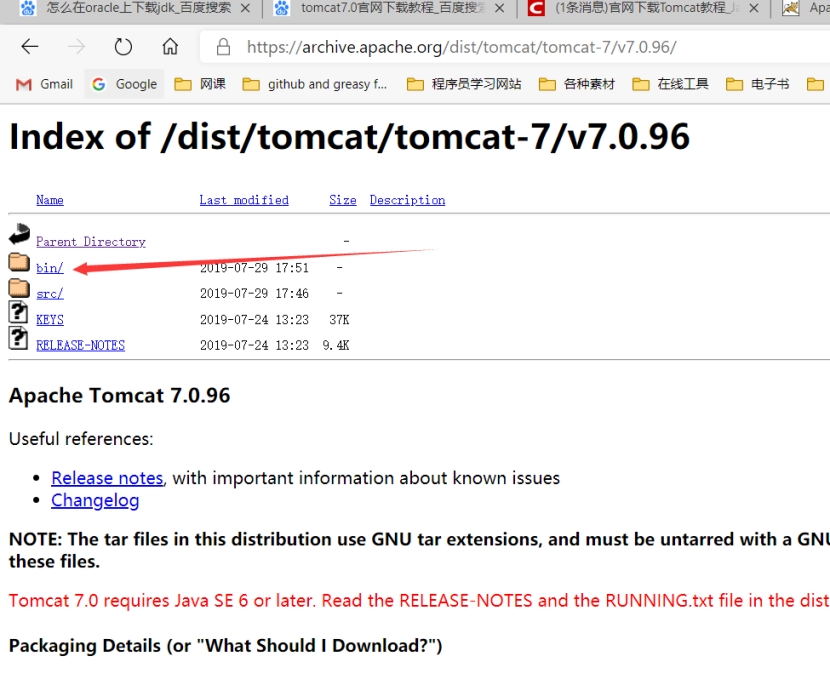 怎么在oracle上下载jdk_百度搜索
tomcat7.0官网下载教程_百度搜
(1条消息)官网下载Tomcat教程_
https://archive.apache.org/dist/tomcat/tomcat-7/v7.0.96/
Gmail Google 网课 github and greasy f... 程序员学习网站 各种素材 在线工具 电子书
Index of /dist/tomcat/tomcat-7/v7.0.96
Name Last modified Size Description
Parent Directory -
bin/ 2019-07-29 17:51 -
src/ 2019-07-29 17:46 -
KEYS 2019-07-24 13:23 37K
RELEASE-NOTES 2019-07-24 13:23 9.4K
Apache Tomcat 7.0.96
Useful references:
• Release notes, with important information about known issues
• Changelog
NOTE: The tar files in this distribution use GNU tar extensions, and must be untarred with a GNU
these files.
Tomcat 7.0 requires Java SE 6 or later. Read the RELEASE-NOTES and the RUNNING.txt file in the dist
Packaging Details (or "What Should I Download?")